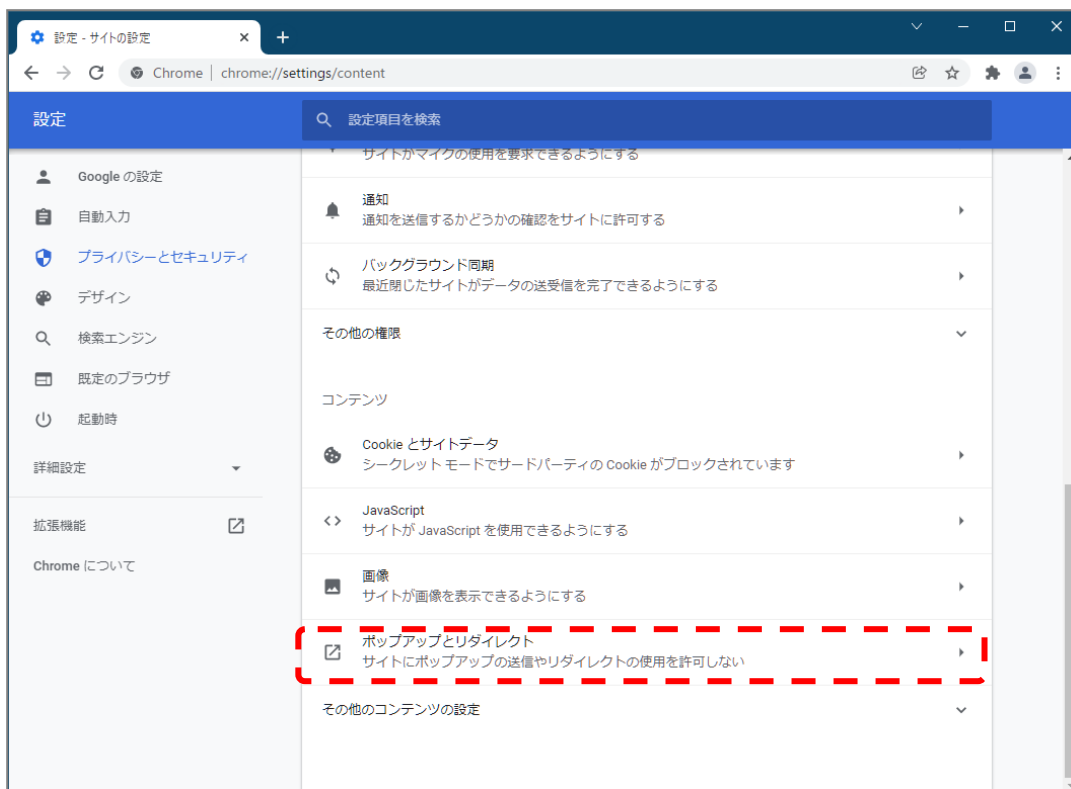 設定 - サイトの設定
Chrome | chrome://settings/content
設定
設定項目を検索
サイトがマイクの使用を要求できるようにする
Google の設定
自動入力
プライバシーとセキュリティ
デザイン
検索エンジン
既定のブラウザ
起動時
詳細設定
拡張機能
Chrome について
通知
通知を送信するかどうかの確認をサイトに許可する
バックグラウンド同期
最近閉じたサイトがデータの送受信を完了できるようにする
その他の権限
コンテンツ
Cookie とサイトデータ
シークレット モードでサードパーティの Cookie がブロックされています
JavaScript
サイトが JavaScript を使用できるようにする
画像
サイトが画像を表示できるようにする
ポップアップとリダイレクト
サイトにポップアップの送信やリダイレクトの使用を許可しない
その他のコンテンツの設定